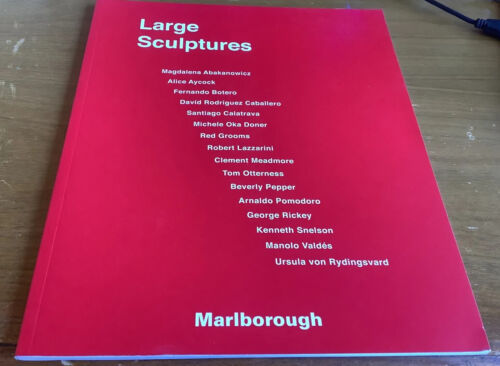 Large
Sculptures
Magdalena Abakanowicz
Alice Aycock
Fernando Botero
David Rodríguez Caballero
Santiago Calatrava
Michele Oka Doner
Red Grooms
Robert Lazzarini
Clement Meadmore
Tom Otterness
Beverly Pepper
Arnaldo Pomodoro
George Rickey
Kenneth Snelson
Manolo Valdés
Ursula von Rydingsvard
Marlborough